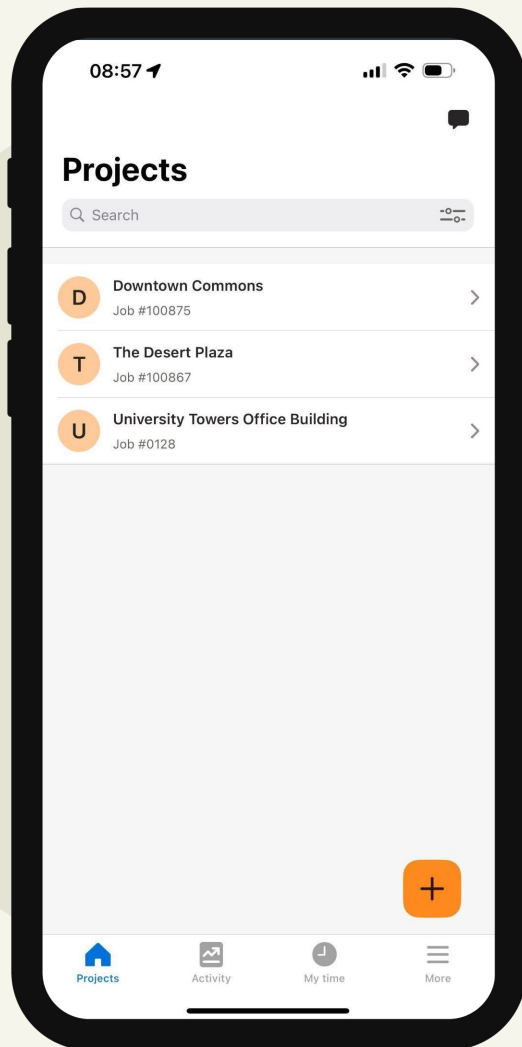 08:57
Projects
Search
D
Downtown Commons
Job #100875
T
The Desert Plaza
Job #100867
U
University Towers Office Building
Job #0128
Projects
Activity
My time
More